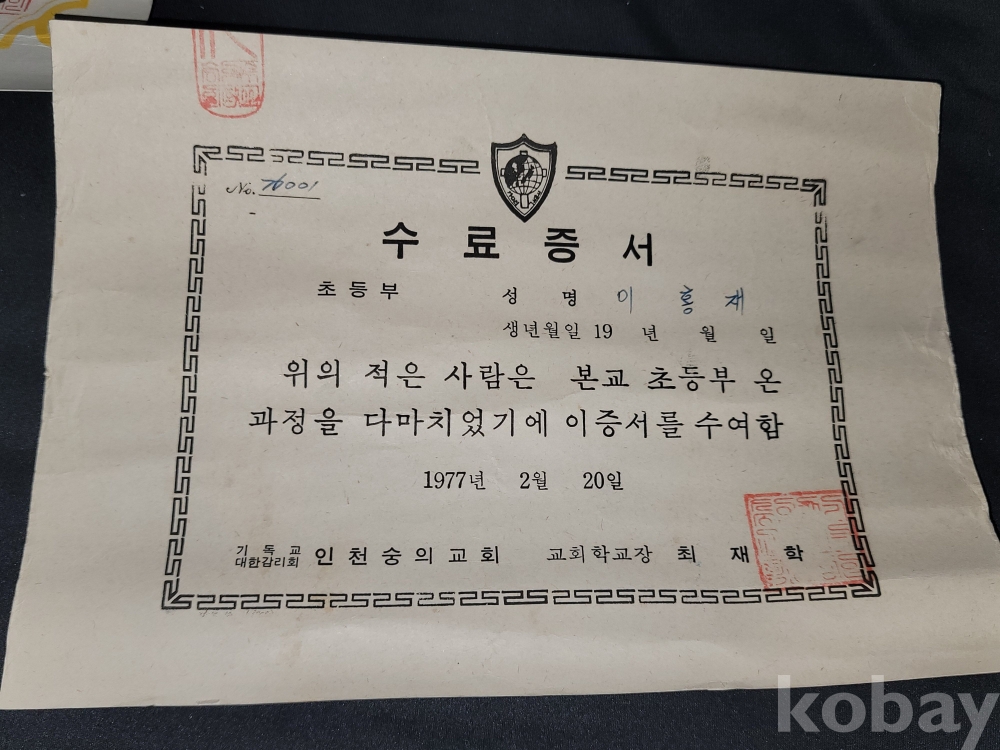 No. 76001
수료증서
초등부 성 명 이 홍 재
생년월일 19 년 월 일
위의 적은 사람은 본교 초등부 온
과정을 다마치었기에 이증서를 수여함
1977년 2월 20일
기독교
대한감리회 인천숭의교회 교회학교장 최 재 학
kobay